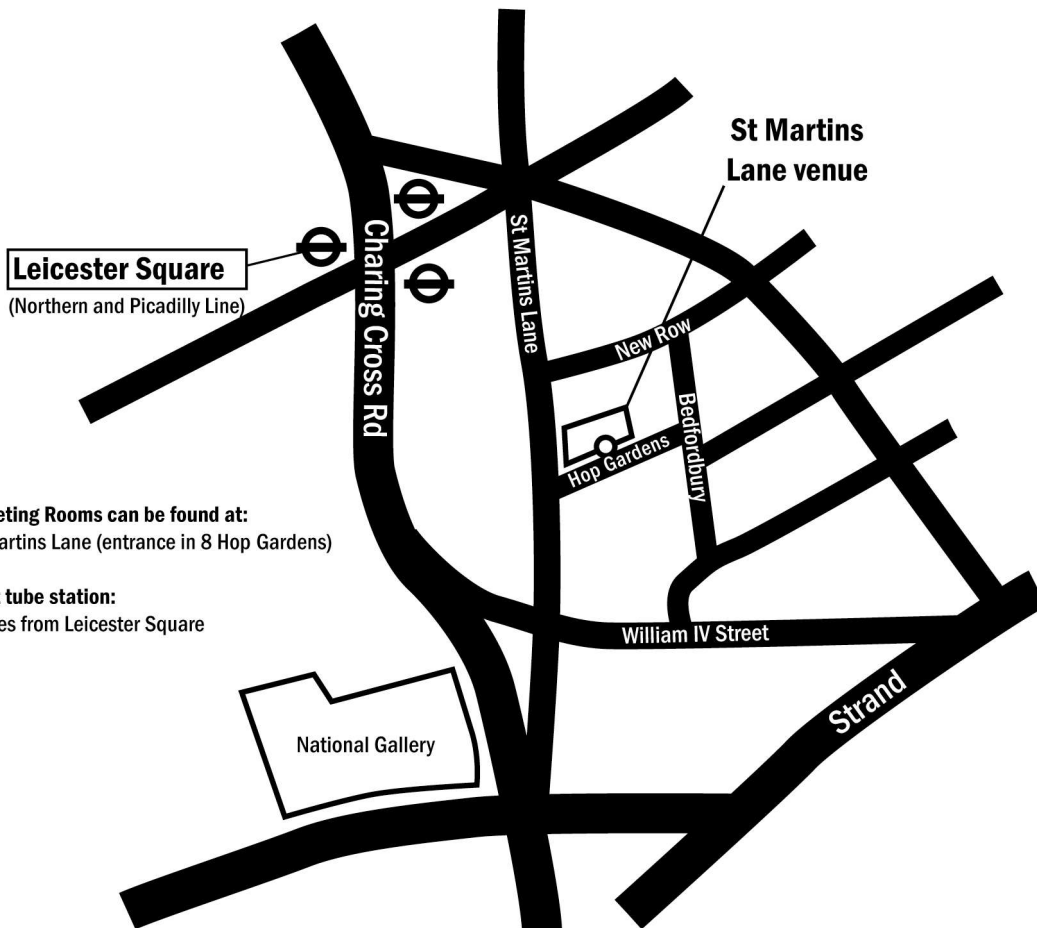 St Martins
Lane venue
Leicester Square
(Northern and Picadilly Line)
Charing Cross Rd
St Martins Lane
New Row
Bedfordbury
Hop Gardens
eting Rooms can be found at:
artins Lane (entrance in 8 Hop Gardens)
tube station:
es from Leicester Square
William IV Street
Strand
National Gallery